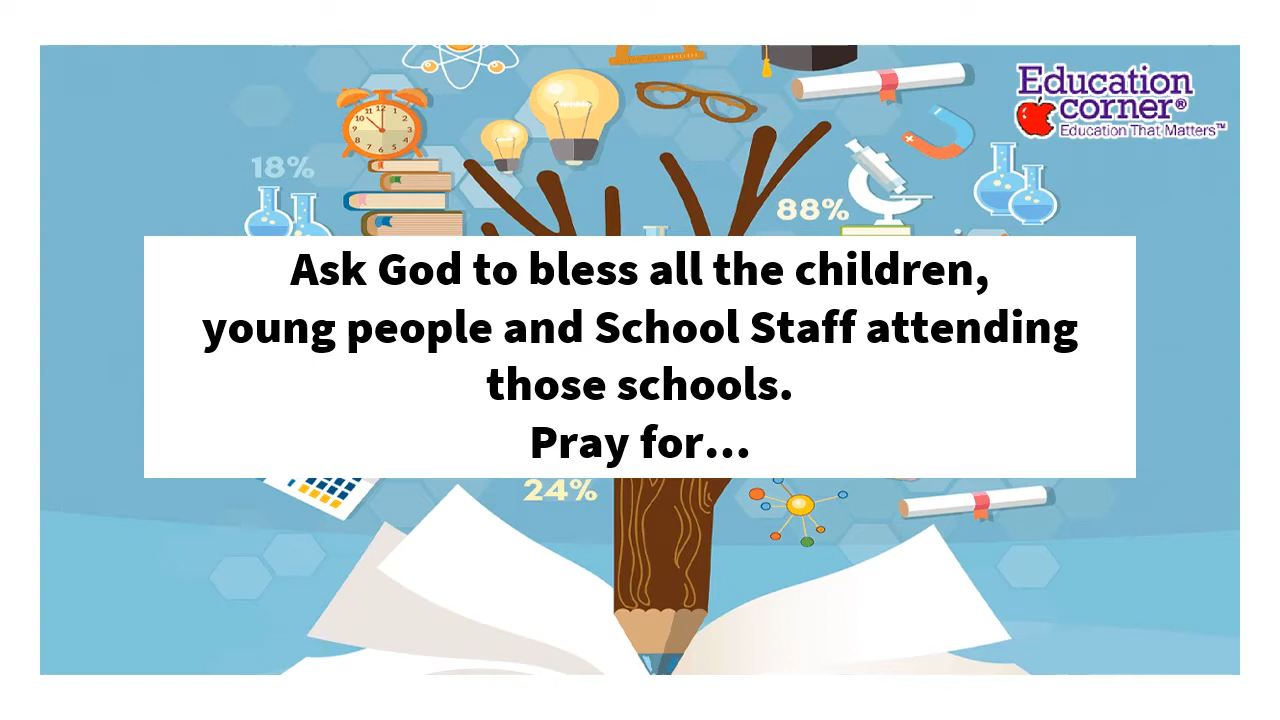 Education
corner®
Education That Matters™
18%
88%
Ask God to bless all the children,
young people and School Staff attending
those schools.
Pray for...
24%